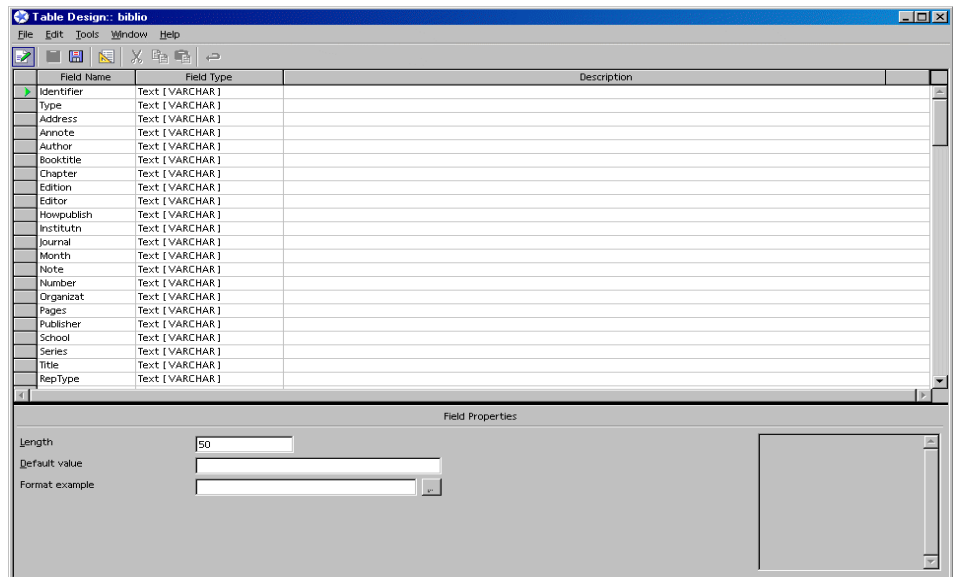 Table Design:: biblio
File Edit Tools Window Help
Field Name Field Type Description
Identifier Text [ VARCHAR ]
Type Text [ VARCHAR ]
Address Text [ VARCHAR ]
Annote Text [ VARCHAR ]
Author Text [ VARCHAR ]
Booktitle Text [ VARCHAR ]
Chapter Text [ VARCHAR ]
Edition Text [ VARCHAR ]
Editor Text [ VARCHAR ]
Howpublish Text [ VARCHAR ]
Institutn Text [ VARCHAR ]
Journal Text [ VARCHAR ]
Month Text [ VARCHAR ]
Note Text [ VARCHAR ]
Number Text [ VARCHAR ]
Organizat Text [ VARCHAR ]
Pages Text [ VARCHAR ]
Publisher Text [ VARCHAR ]
School Text [ VARCHAR ]
Series Text [ VARCHAR ]
Title Text [ VARCHAR ]
RepType Text [ VARCHAR ]
Field Properties
Length 50
Default value
Format example ...